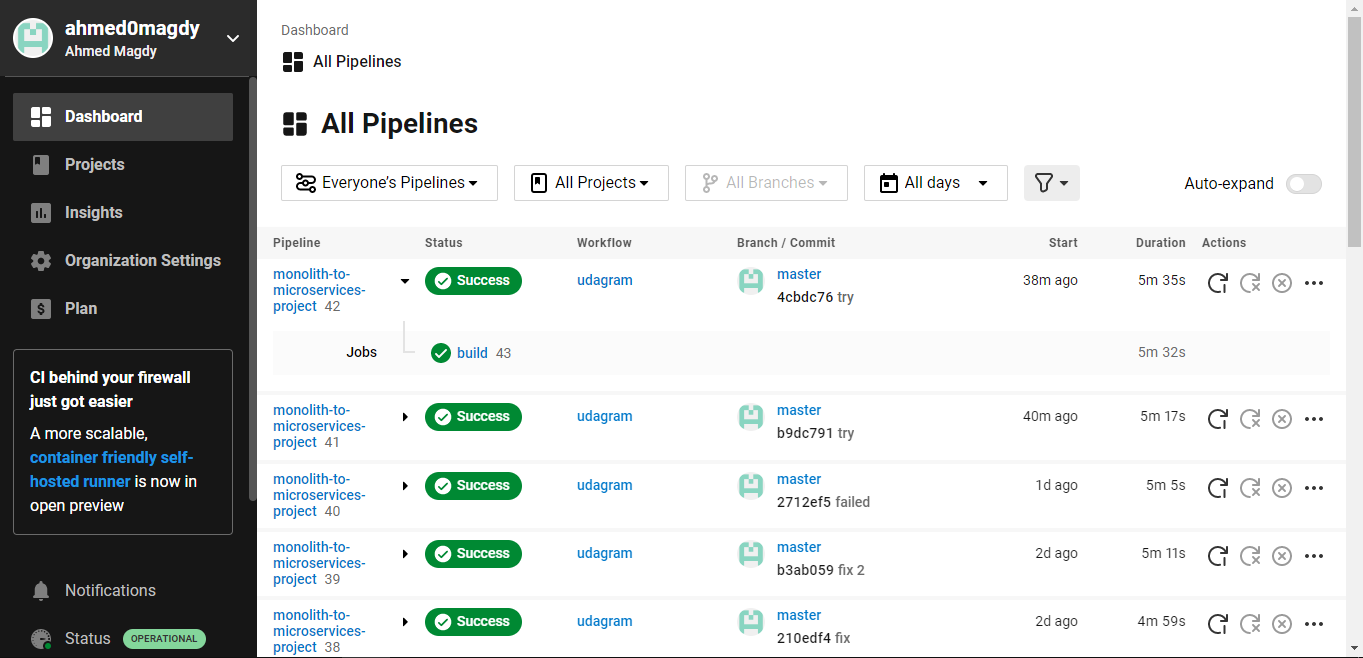 ahmed0magdy
Ahmed Magdy
Dashboard
Projects
Insights
Organization Settings
Plan
CI behind your firewall
just got easier
A more scalable,
container friendly self-
hosted runner is now in
open preview
Notifications
Status OPERATIONAL
Dashboard
All Pipelines
All Pipelines
Everyone's Pipelines All Projects All Branches All days Auto-expand
Pipeline Status Workflow Branch / Commit Start Duration Actions
monolith-to-
microservices-
project 42
Success udagram master 38m ago 5m 35s
4cbdc76 try
Jobs build 43 5m 32s
monolith-to-
microservices-
project 41
Success udagram master 40m ago 5m 17s
b9dc791 try
monolith-to-
microservices-
project 40
Success udagram master 1d ago 5m 5s
2712ef5 failed
monolith-to-
microservices-
project 39
Success udagram master 2d ago 5m 11s
b3ab059 fix 2
monolith-to-
microservices-
project 38
Success udagram master 2d ago 4m 59s
210edf4 fix